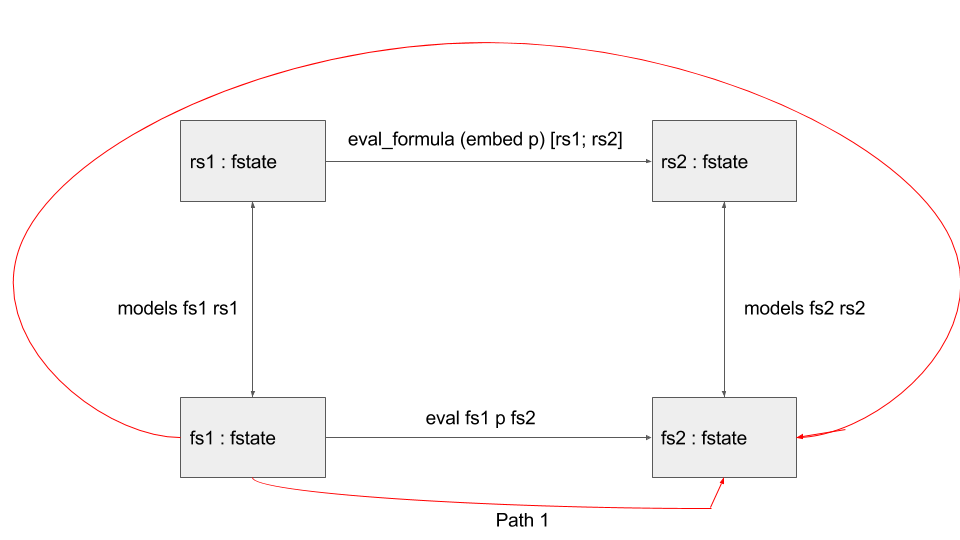 eval_formula (embed p) [rs1; rs2]
rs1 : fstate
rs2 : fstate
models fs1 rs1
models fs2 rs2
eval fs1 p fs2
fs1 : fstate
fs2 : fstate
Path 1